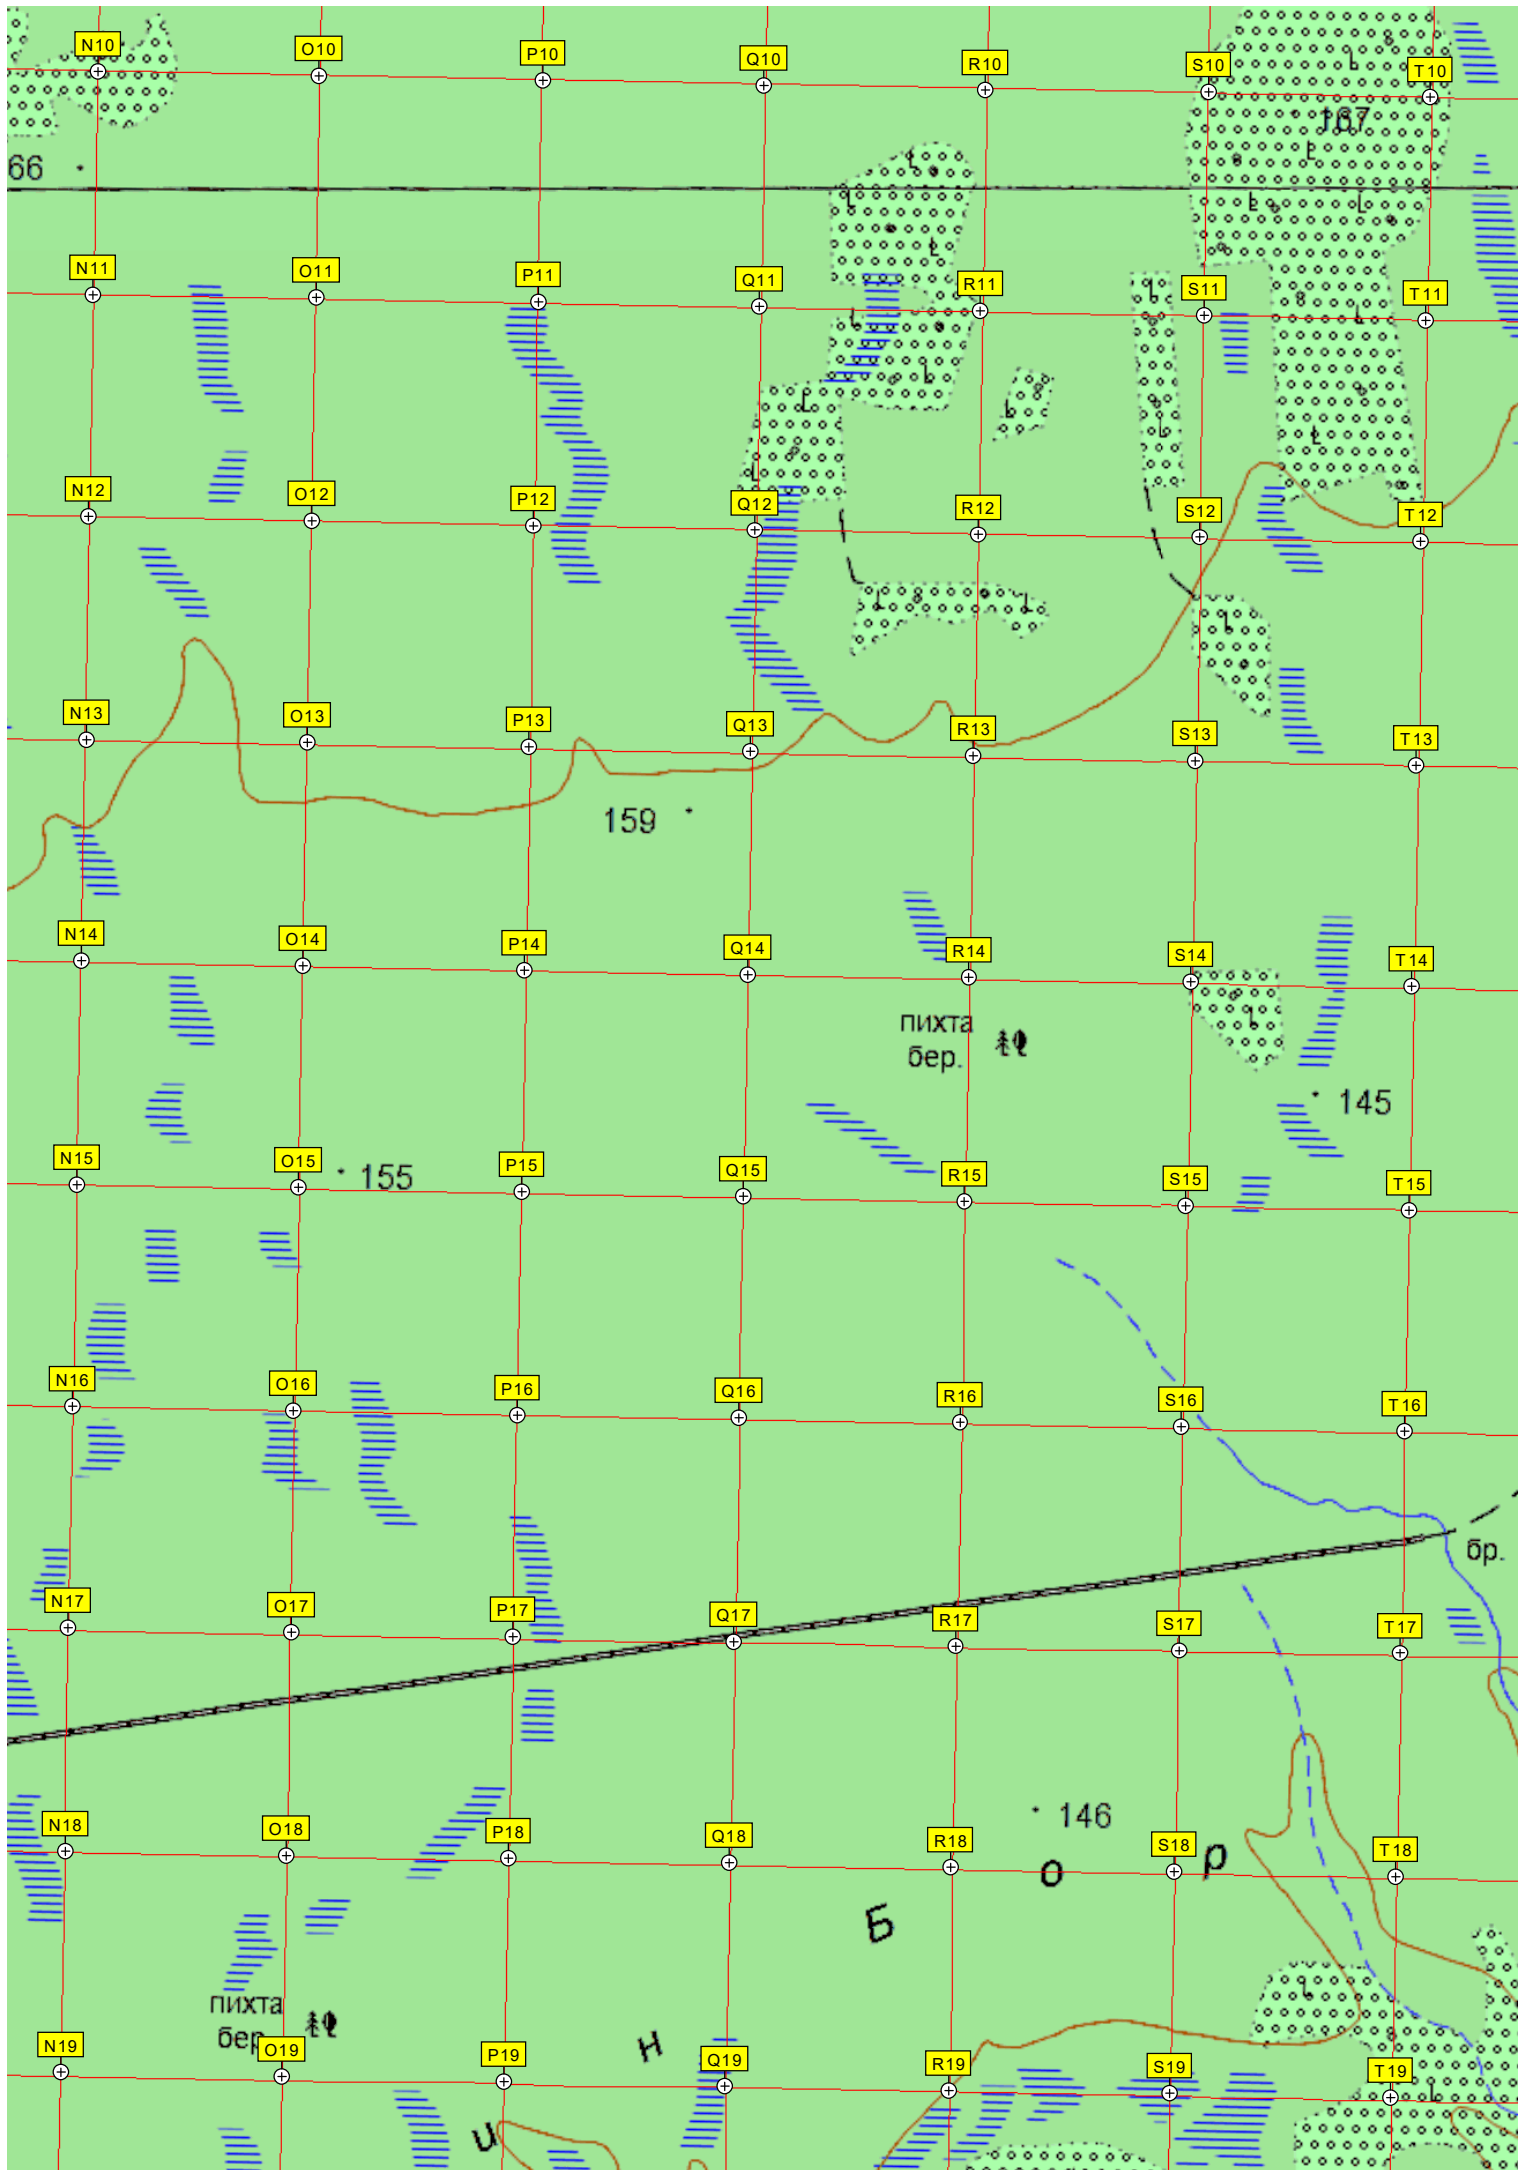 N10 O10 P10 Q10 R10 S10 T10
167
66
N11 O11 P11 Q11 R11 S11 T11
N12 O12 P12 Q12 R12 S12 T12
N13 O13 P13 Q13 R13 S13 T13
159
N14 O14 P14 Q14 R14 S14 T14
пихта
бер.
145
N15 O15 P15 Q15 R15 S15 T15
155
N16 O16 P16 Q16 R16 S16 T16
бр.
N17 O17 P17 Q17 R17 S17 T17
146
N18 O18 P18 Q18 R18 S18 T18
и н Б о р
пихта
бер.
N19 O19 P19 Q19 R19 S19 T19